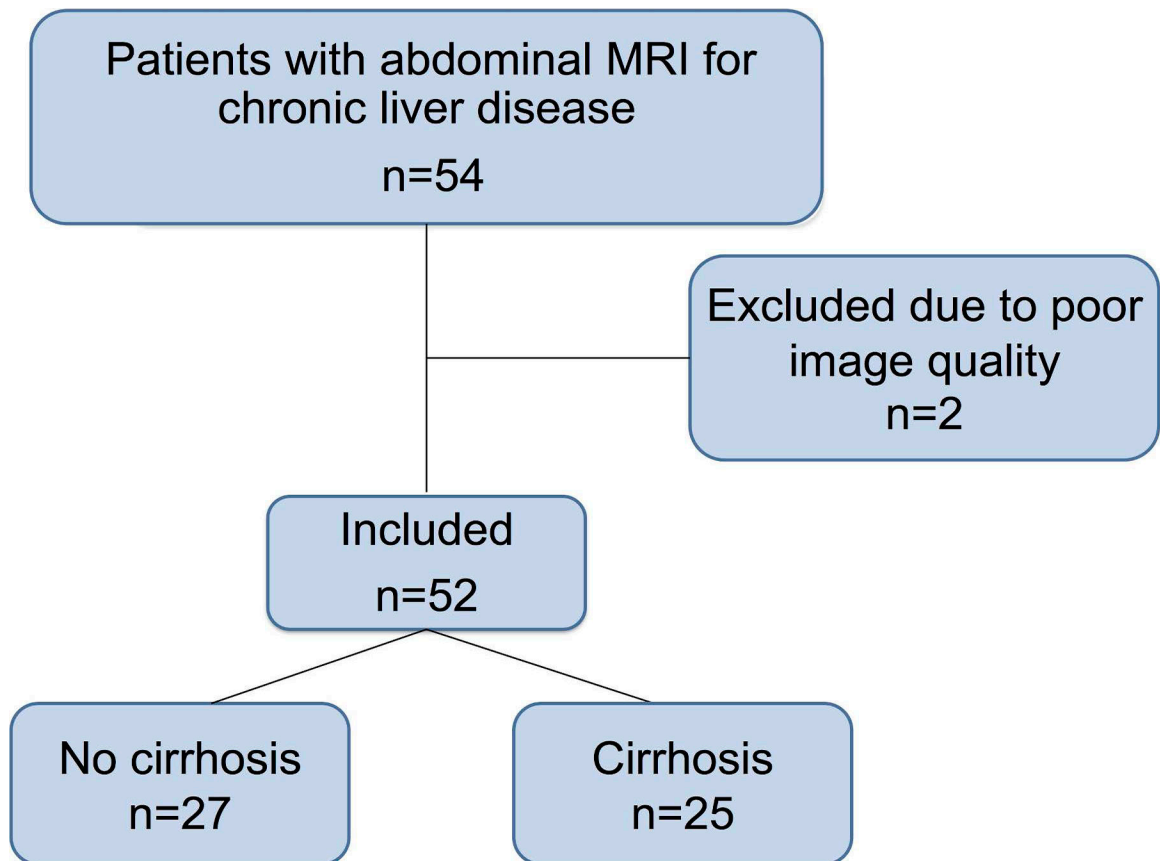 Patients with abdominal MRI for
chronic liver disease
n=54
Excluded due to poor
image quality
n=2
Included
n=52
No cirrhosis
n=27
Cirrhosis
n=25